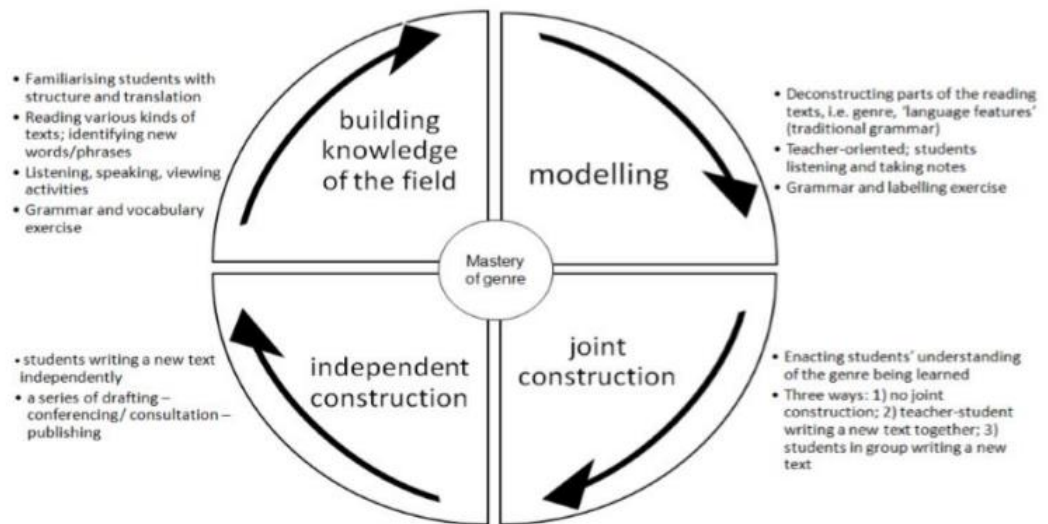 • Familiarising students with
structure and translation
• Reading various kinds of
texts; identifying new
words/phrases
• Listening, speaking, viewing
activities
• Grammar and vocabulary
exercise
building
knowledge
of the field
modelling
• Deconstructing parts of the reading
texts, i.e. genre, 'language features'
(traditional grammar)
• Teacher-oriented; students
listening and taking notes
• Grammar and labelling exercise
Mastery
of genre
• students writing a new text
independently
• a series of drafting –
conferencing/ consultation –
publishing
independent
construction
joint
construction
• Enacting students' understanding
of the genre being learned
• Three ways: 1) no joint
construction; 2) teacher-student
writing a new text together; 3)
students in group writing a new
text